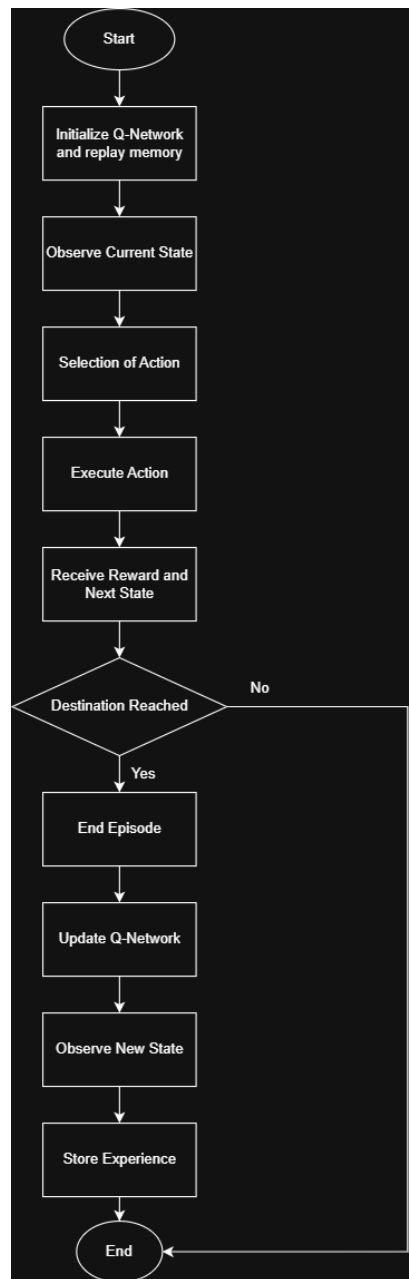 Start
Initialize Q-Network
and replay memory
Observe Current State
Selection of Action
Execute Action
Receive Reward and
Next State
Destination Reached
No
Yes
End Episode
Update Q-Network
Observe New State
Store Experience
End